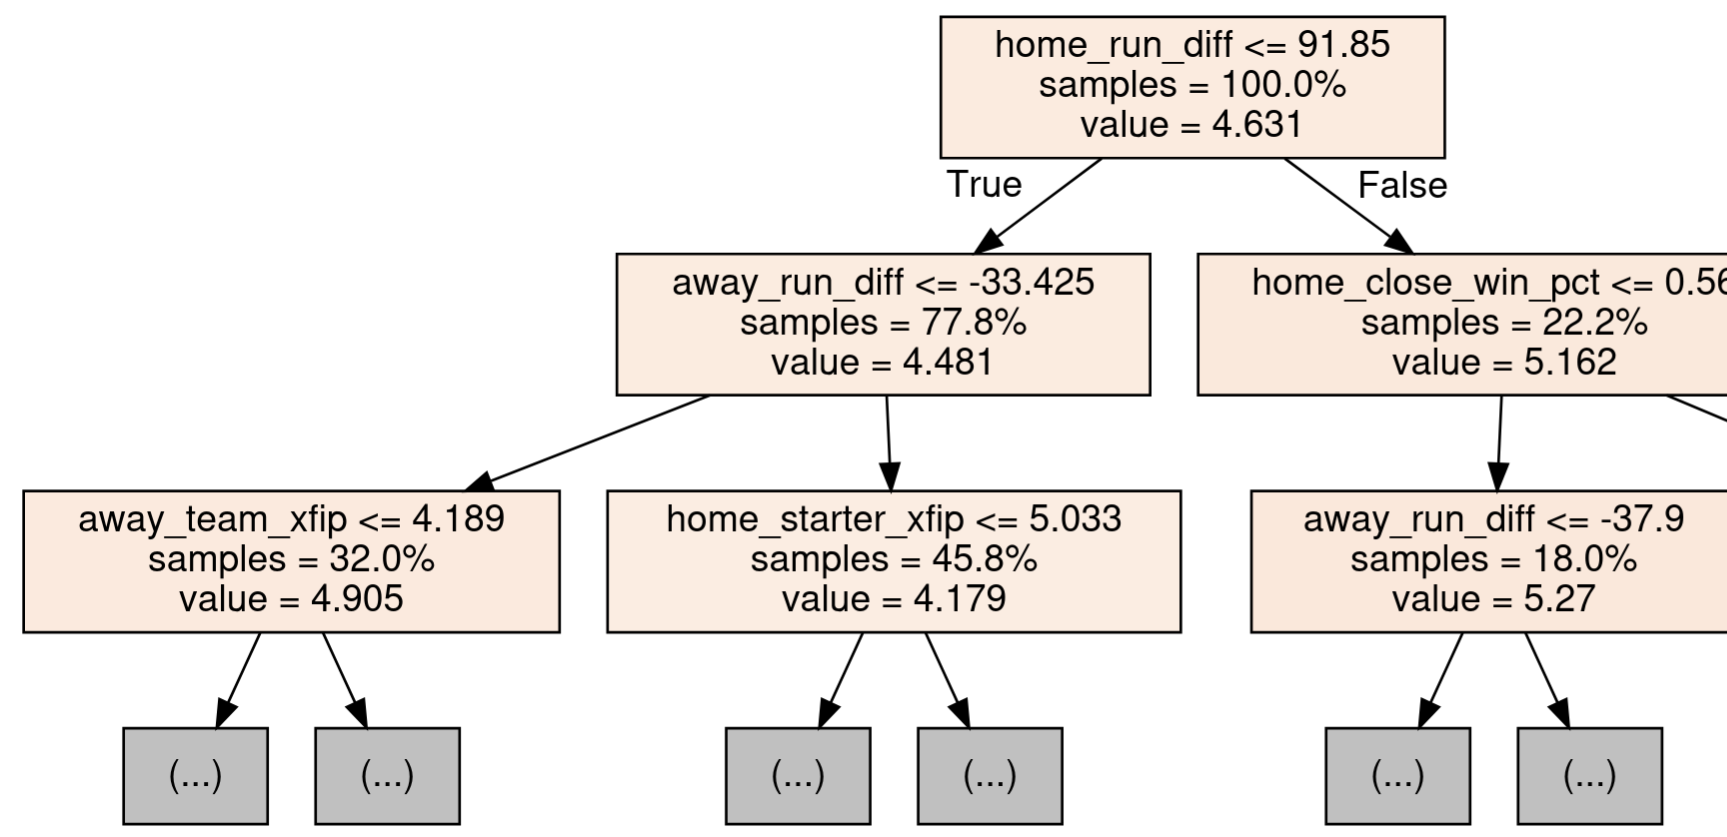 home_run_diff <= 91.85
samples = 100.0%
value = 4.631
True
False
away_run_diff <= -33.425
samples = 77.8%
value = 4.481
home_close_win_pct <= 0.56
samples = 22.2%
value = 5.162
away_team_xfip <= 4.189
samples = 32.0%
value = 4.905
home_starter_xfip <= 5.033
samples = 45.8%
value = 4.179
away_run_diff <= -37.9
samples = 18.0%
value = 5.27
(...)
(...)
(...)
(...)
(...)
(...)